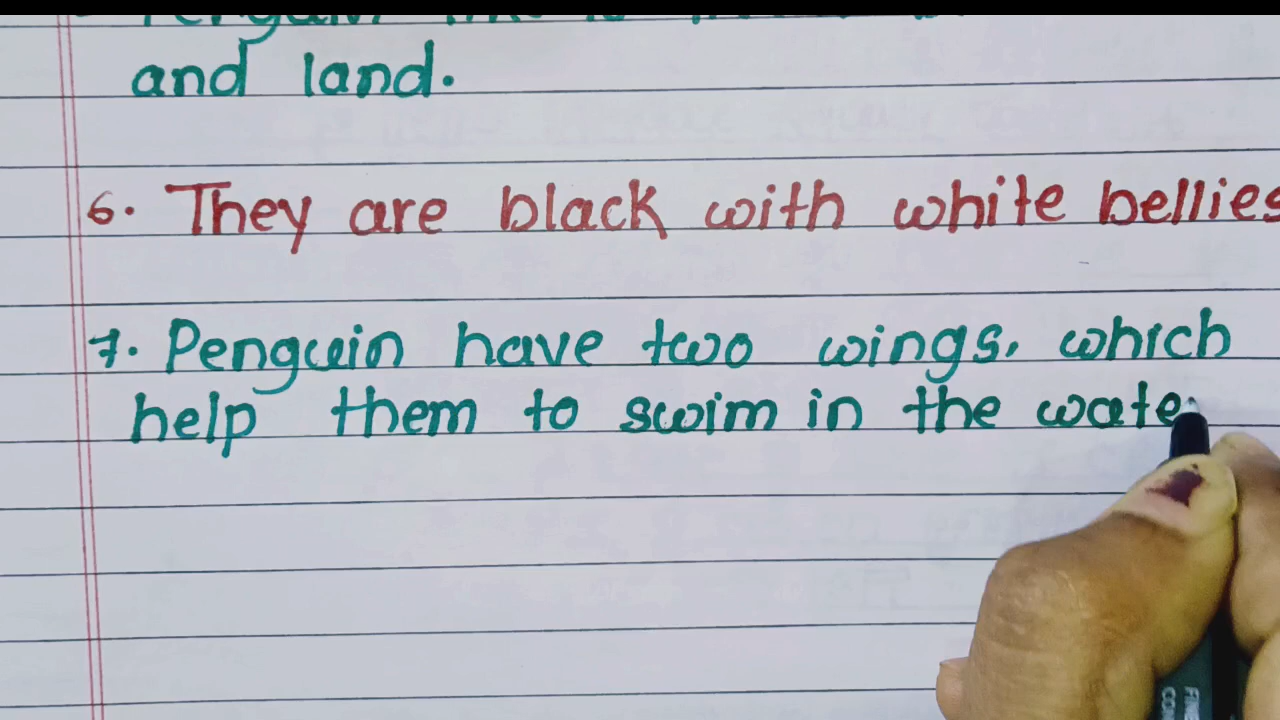 and land.
6. They are black with white bellies
7. Penguin have two wings, which
help them to swim in the wate